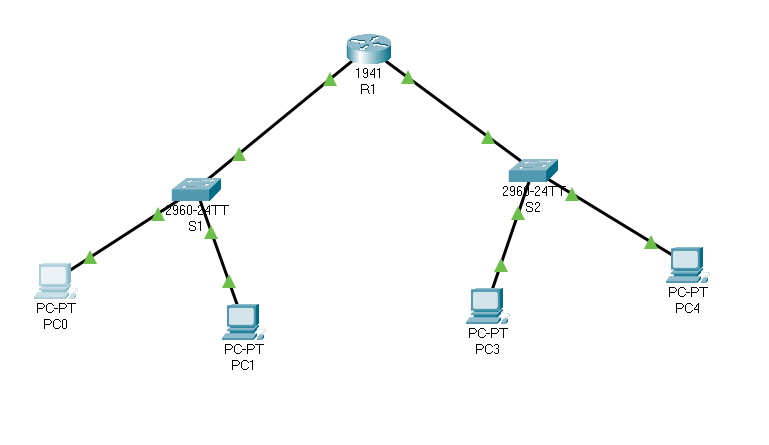 1941
R1
2960-24TT
S1
2960-24TT
S2
PC-PT
PC0
PC-PT
PC1
PC-PT
PC3
PC-PT
PC4